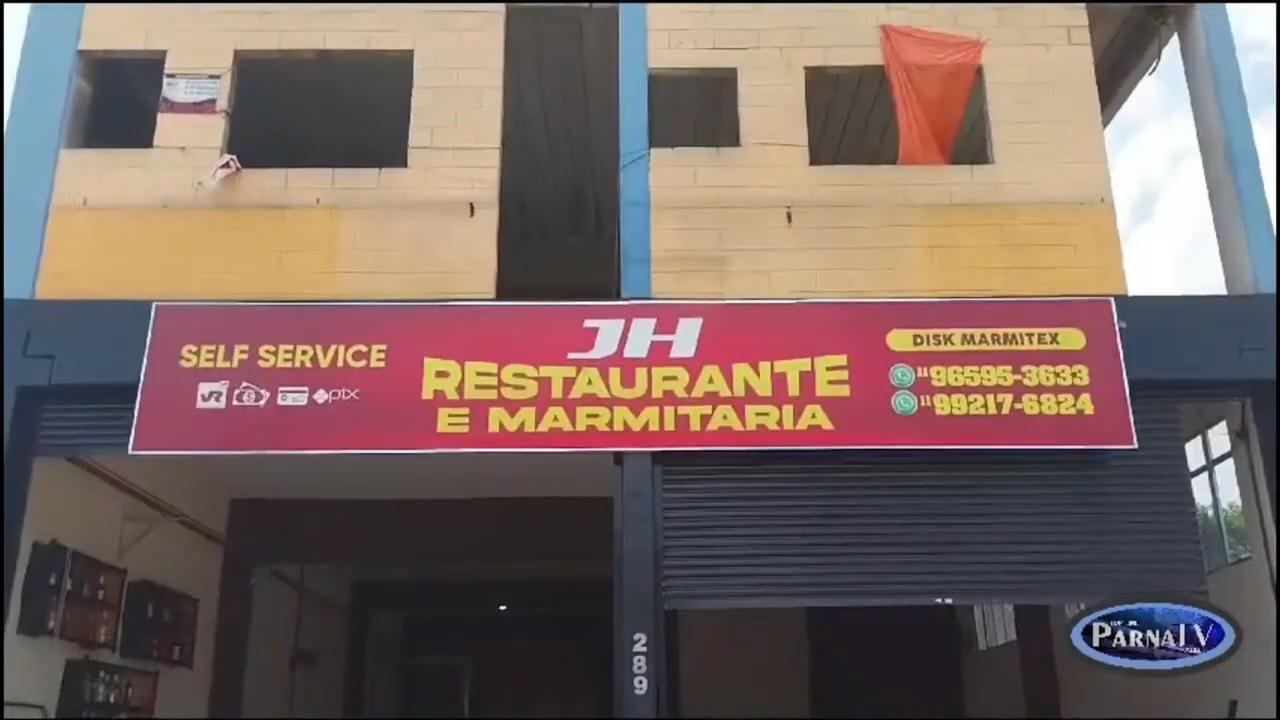 SELF SERVICE
VR
pix
JH
RESTAURANTE
E MARMITARIA
DISK MARMITEX
11 96595-3633
11 99217-6824
289
PARNATV